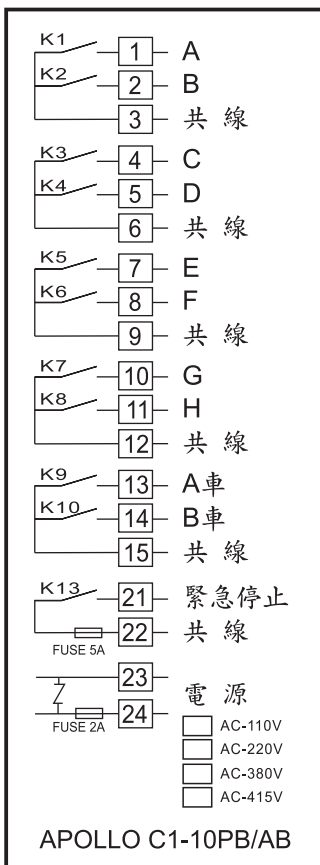 K1 1 A
K2 2 B
3 共線
K3 4 C
K4 5 D
6 共線
K5 7 E
K6 8 F
9 共線
K7 10 G
K8 11 H
12 共線
K9 13 A車
K10 14 B車
15 共線
K13 21 緊急停止
22 共線
FUSE 5A
23
電源
24
FUSE 2A
AC-110V
AC-220V
AC-380V
AC-415V
APOLLO C1-10PB/AB